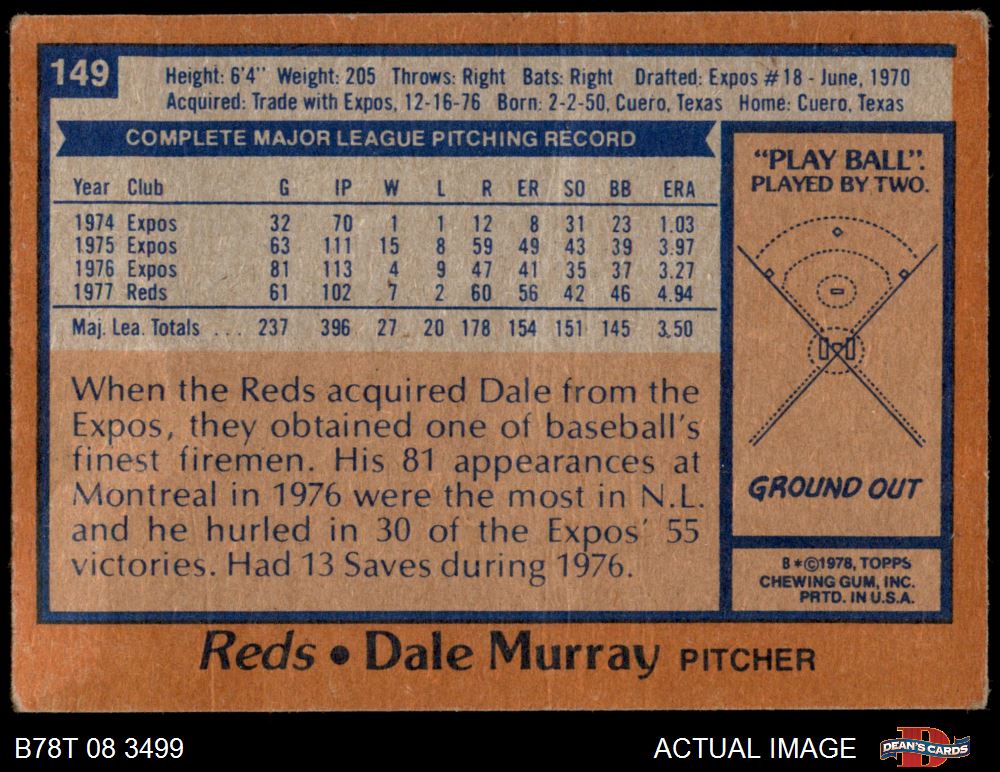 149
Height: 6'4" Weight: 205 Throws: Right Bats: Right Drafted: Expos #18 - June, 1970
Acquired: Trade with Expos, 12-16-76 Born: 2-2-50, Cuero, Texas Home: Cuero, Texas
COMPLETE MAJOR LEAGUE PITCHING RECORD
Year Club G IP W L R ER SO BB ERA
1974 Expos 32 70 1 1 12 8 31 23 1.03
1975 Expos 63 111 15 8 59 49 43 39 3.97
1976 Expos 81 113 4 9 47 41 35 37 3.27
1977 Reds 61 102 7 2 60 56 42 46 4.94
Maj. Lea. Totals ... 237 396 27 20 178 154 151 145 3.50
When the Reds acquired Dale from the
Expos, they obtained one of baseball's
finest firemen. His 81 appearances at
Montreal in 1976 were the most in N.L.
and he hurled in 30 of the Expos' 55
victories. Had 13 Saves during 1976.
"PLAY BALL".
PLAYED BY TWO.
GROUND OUT
B*©1978, TOPPS
CHEWING GUM, INC.
PRTD. IN U.S.A.
Reds • Dale Murray PITCHER
B78T 08 3499
ACTUAL IMAGE
D
DEAN'S CARDS